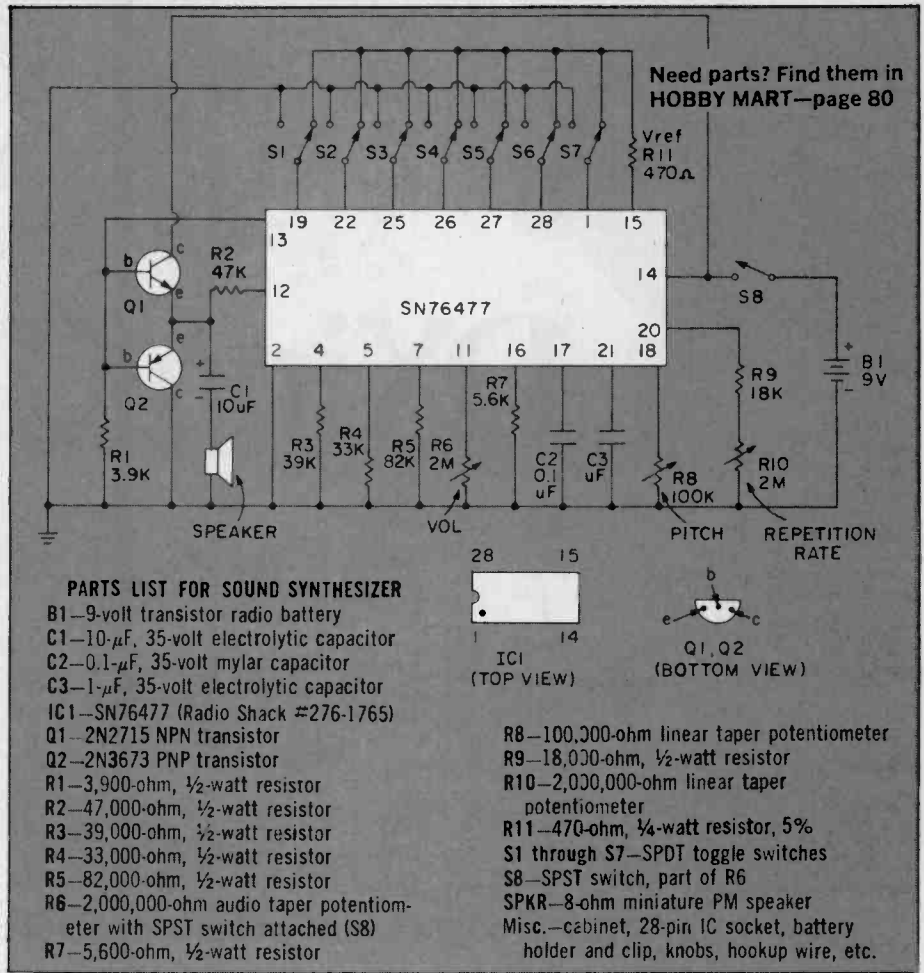 Need parts? Find them in
HOBBY MART—page 80
S1
S2
S3
S4
S5
S6
S7
Vref
R11
470Ω
19
22
25
26
27
28
1
15
13
R2
47K
b
c
e
Q1
12
14
S8
SN76477
20
e
b
c
Q2
C1
10uF
2
4
5
7
11
16
17
21
18
+
-
R7
5.6K
R9
18K
+
B1
9V
-
R1
3.9K
R3
39K
R4
33K
R5
82K
R6
2M
C2
0.1
uF
C3
uF
R8
100K
R10
2M
SPEAKER
VOL
PITCH
REPETITION
RATE
28
15
1
14
IC1
(TOP VIEW)
b
e
c
Q1, Q2
(BOTTOM VIEW)
PARTS LIST FOR SOUND SYNTHESIZER
B1—9-volt transistor radio battery
C1—10-μF, 35-volt electrolytic capacitor
C2—0.1-μF, 35-volt mylar capacitor
C3—1-μF, 35-volt electrolytic capacitor
IC1—SN76477 (Radio Shack #276-1765)
Q1—2N2715 NPN transistor
Q2—2N3673 PNP transistor
R1—3,900-ohm, ½-watt resistor
R2—47,000-ohm, ½-watt resistor
R3—39,000-ohm, ½-watt resistor
R4—33,000-ohm, ½-watt resistor
R5—82,000-ohm, ½-watt resistor
R6—2,000,000-ohm audio taper potentiom-
eter with SPST switch attached (S8)
R7—5,600-ohm, ½-watt resistor
R8—100,000-ohm linear taper potentiometer
R9—18,000-ohm, ½-watt resistor
R10—2,000,000-ohm linear taper
potentiometer
R11—470-ohm, ¼-watt resistor, 5%
S1 through S7—SPDT toggle switches
S8—SPST switch, part of R6
SPKR—8-ohm miniature PM speaker
Misc.—cabinet, 28-pin IC socket, battery
holder and clip, knobs, hookup wire, etc.